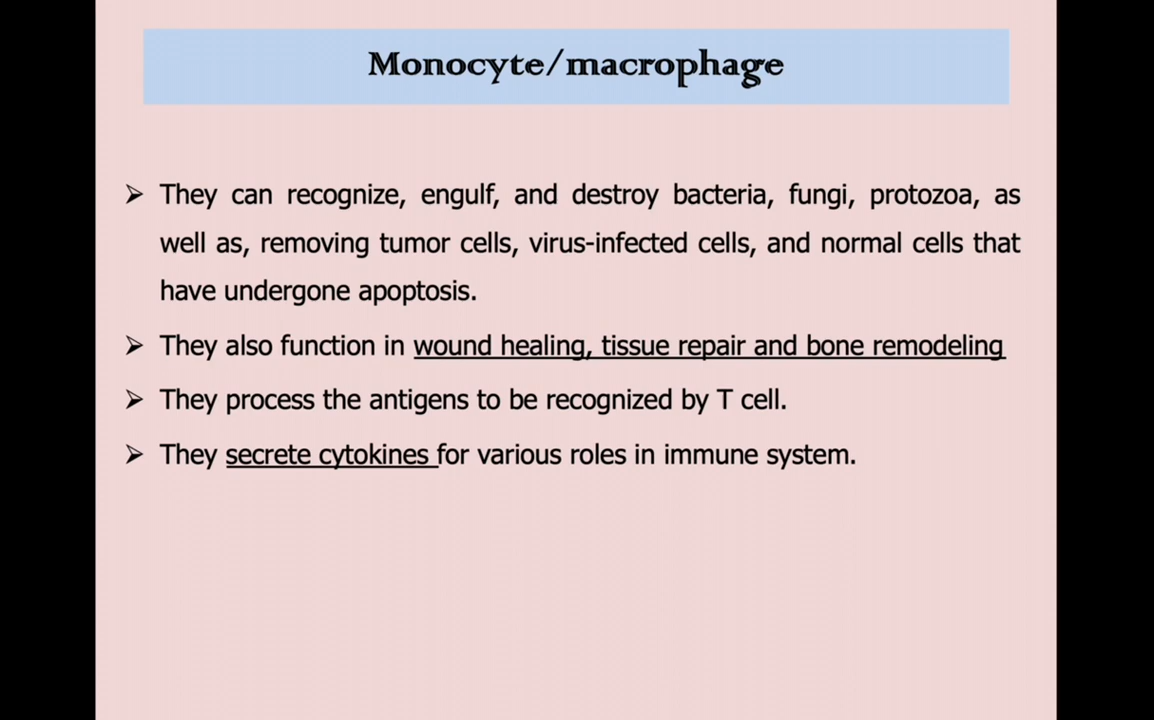 Monocyte/macrophage
➢ They can recognize, engulf, and destroy bacteria, fungi, protozoa, as
well as, removing tumor cells, virus-infected cells, and normal cells that
have undergone apoptosis.
➢ They also function in wound healing, tissue repair and bone remodeling
➢ They process the antigens to be recognized by T cell.
➢ They secrete cytokines for various roles in immune system.